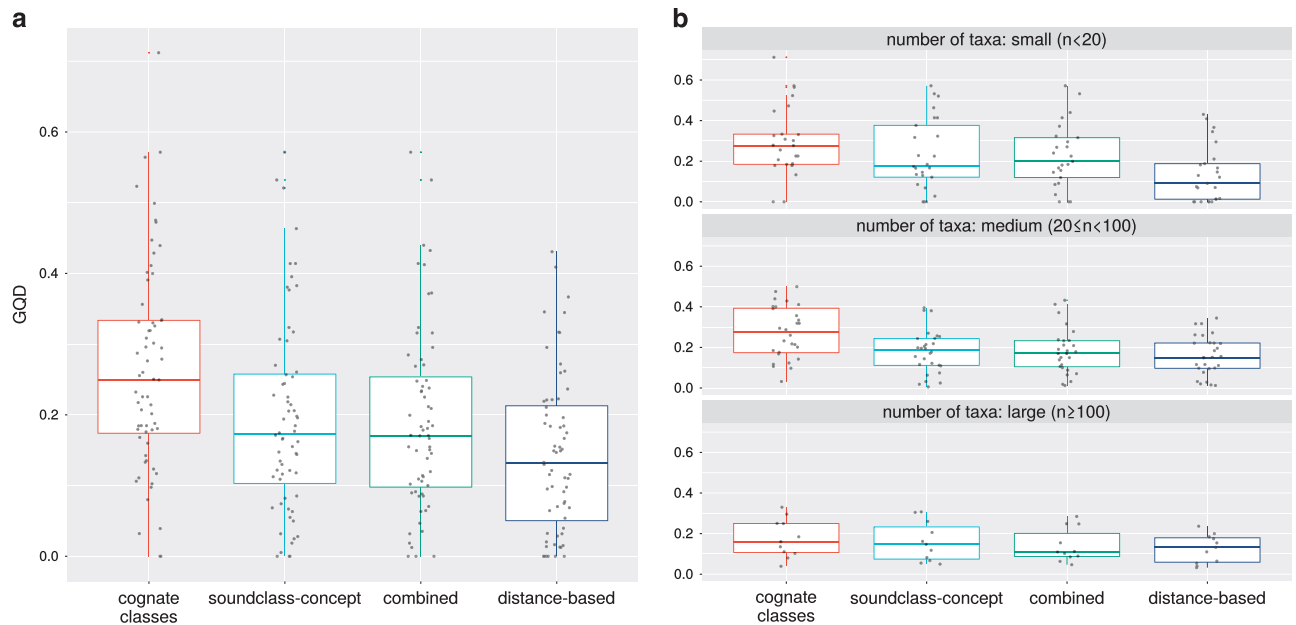 a
GQD
0.6
0.4
0.2
0.0
cognate
classes
soundclass-concept
combined
distance-based
b
number of taxa: small (n<20)
0.6
0.4
0.2
0.0
number of taxa: medium (20≤n<100)
0.6
0.4
0.2
0.0
number of taxa: large (n≥100)
0.6
0.4
0.2
0.0
cognate
classes
soundclass-concept
combined
distance-based